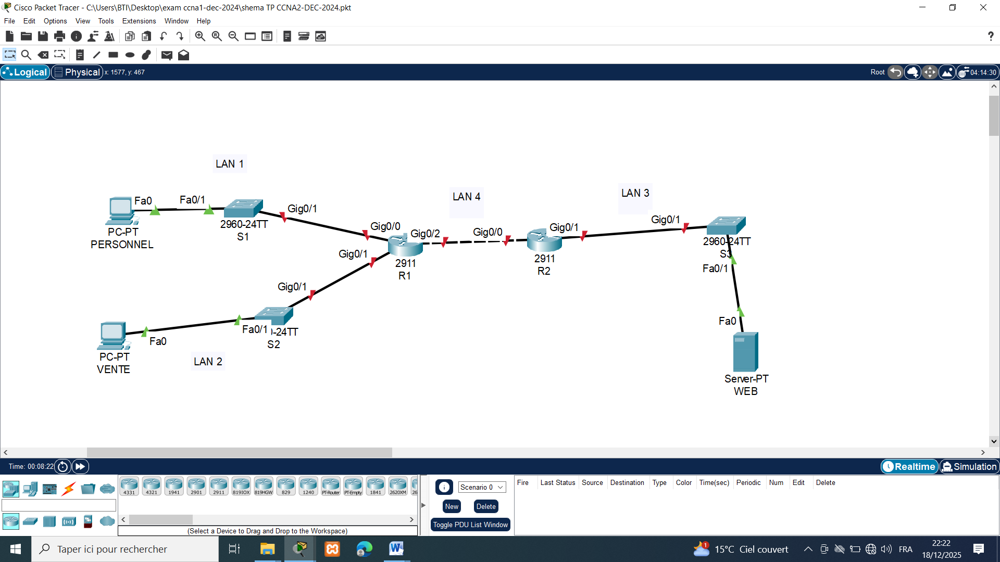 Cisco Packet Tracer - C:\Users\BTI\Desktop\exam ccna1-dec-2024\shema TP CCNA2-DEC-2024.pkt
File Edit Options View Tools Extensions Window Help
?
Logical Physical x: 1577, y: 467 Root 04:14:30
LAN 1
LAN 4
LAN 3
Fa0 Fa0/1 Gig0/1
PC-PT
PERSONNEL
2960-24TT
S1
Gig0/0 Gig0/2 Gig0/0 Gig0/1 Gig0/1
2960-24TT
S3
Gig0/1
2911
R1
2911
R2
Fa0/1
Gig0/1
Fa0
Fa0/1 -24TT
S2
Fa0
PC-PT
VENTE
LAN 2
Server-PT
WEB
Time: 00:08:22 Realtime Simulation
4331 4321 1941 2901 2911 819IOX 819HGW 829 1240 PT-Router PT-Empty 1841 2620XM 26
(Select a Device to Drag and Drop to the Workspace)
Scenario 0
New Delete
Toggle PDU List Window
Fire Last Status Source Destination Type Color Time(sec) Periodic Num Edit Delete
Taper ici pour rechercher
1
15°C Ciel couvert
FRA
22:22
18/12/2025